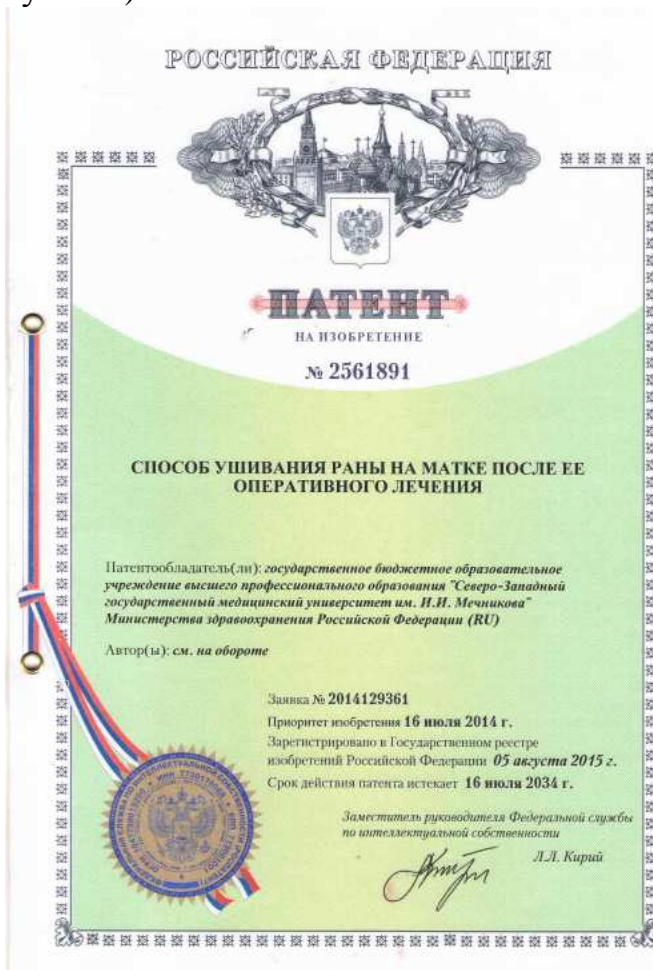 РОССИЙСКАЯ ФЕДЕРАЦИЯ
ПАТЕНТ
НА ИЗОБРЕТЕНИЕ
№ 2561891
СПОСОБ УШИВАНИЯ РАНЫ НА МАТКЕ ПОСЛЕ ЕЕ
ОПЕРАТИВНОГО ЛЕЧЕНИЯ
Патентообладатель(ли): государственное бюджетное образовательное
учреждение высшего профессионального образования "Северо-Западный
государственный медицинский университет им. И.И. Мечникова"
Министерства здравоохранения Российской Федерации (RU)
Автор(ы): см. на обороте
Заявка № 2014129361
Приоритет изобретения 16 июля 2014 г.
Зарегистрировано в Государственном реестре
изобретений Российской Федерации 05 августа 2015 г.
Срок действия патента истекает 16 июля 2034 г.
Заместитель руководителя Федеральной службы
по интеллектуальной собственности
Л.Л. Кирий